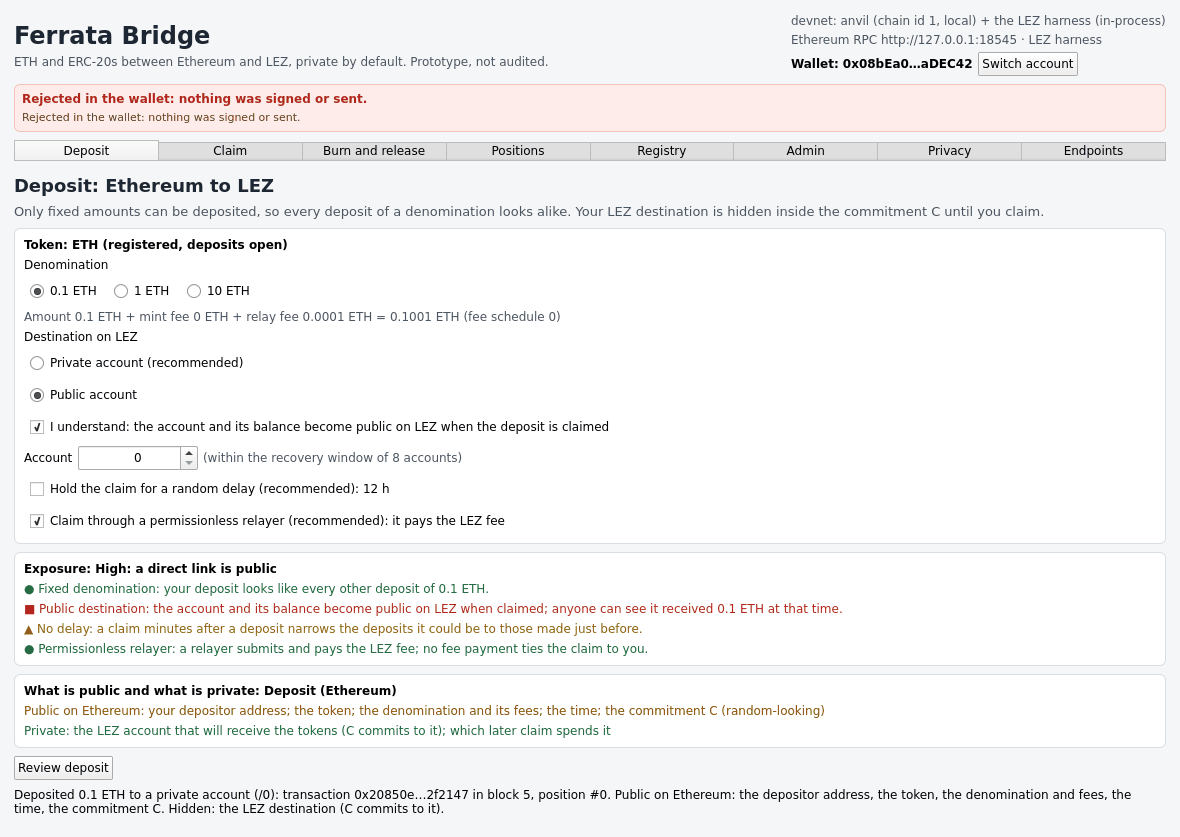 Ferrata Bridge
ETH and ERC-20s between Ethereum and LEZ, private by default. Prototype, not audited.
devnet: anvil (chain id 1, local) + the LEZ harness (in-process)
Ethereum RPC http://127.0.0.1:18545 · LEZ harness
Wallet: 0x08bEa0…aDEC42 Switch account
Rejected in the wallet: nothing was signed or sent.
Rejected in the wallet: nothing was signed or sent.
Deposit Claim Burn and release Positions Registry Admin Privacy Endpoints
Deposit: Ethereum to LEZ
Only fixed amounts can be deposited, so every deposit of a denomination looks alike. Your LEZ destination is hidden inside the commitment C until you claim.
Token: ETH (registered, deposits open)
Denomination
0.1 ETH 1 ETH 10 ETH
Amount 0.1 ETH + mint fee 0 ETH + relay fee 0.0001 ETH = 0.1001 ETH (fee schedule 0)
Destination on LEZ
Private account (recommended)
Public account
I understand: the account and its balance become public on LEZ when the deposit is claimed
Account 0 (within the recovery window of 8 accounts)
Hold the claim for a random delay (recommended): 12 h
Claim through a permissionless relayer (recommended): it pays the LEZ fee
Exposure: High: a direct link is public
● Fixed denomination: your deposit looks like every other deposit of 0.1 ETH.
■ Public destination: the account and its balance become public on LEZ when claimed; anyone can see it received 0.1 ETH at that time.
▲ No delay: a claim minutes after a deposit narrows the deposits it could be to those made just before.
● Permissionless relayer: a relayer submits and pays the LEZ fee; no fee payment ties the claim to you.
What is public and what is private: Deposit (Ethereum)
Public on Ethereum: your depositor address; the token; the denomination and its fees; the time; the commitment C (random-looking)
Private: the LEZ account that will receive the tokens (C commits to it); which later claim spends it
Review deposit
Deposited 0.1 ETH to a private account (/0): transaction 0x20850e…2f2147 in block 5, position #0. Public on Ethereum: the depositor address, the token, the denomination and fees, the
time, the commitment C. Hidden: the LEZ destination (C commits to it).